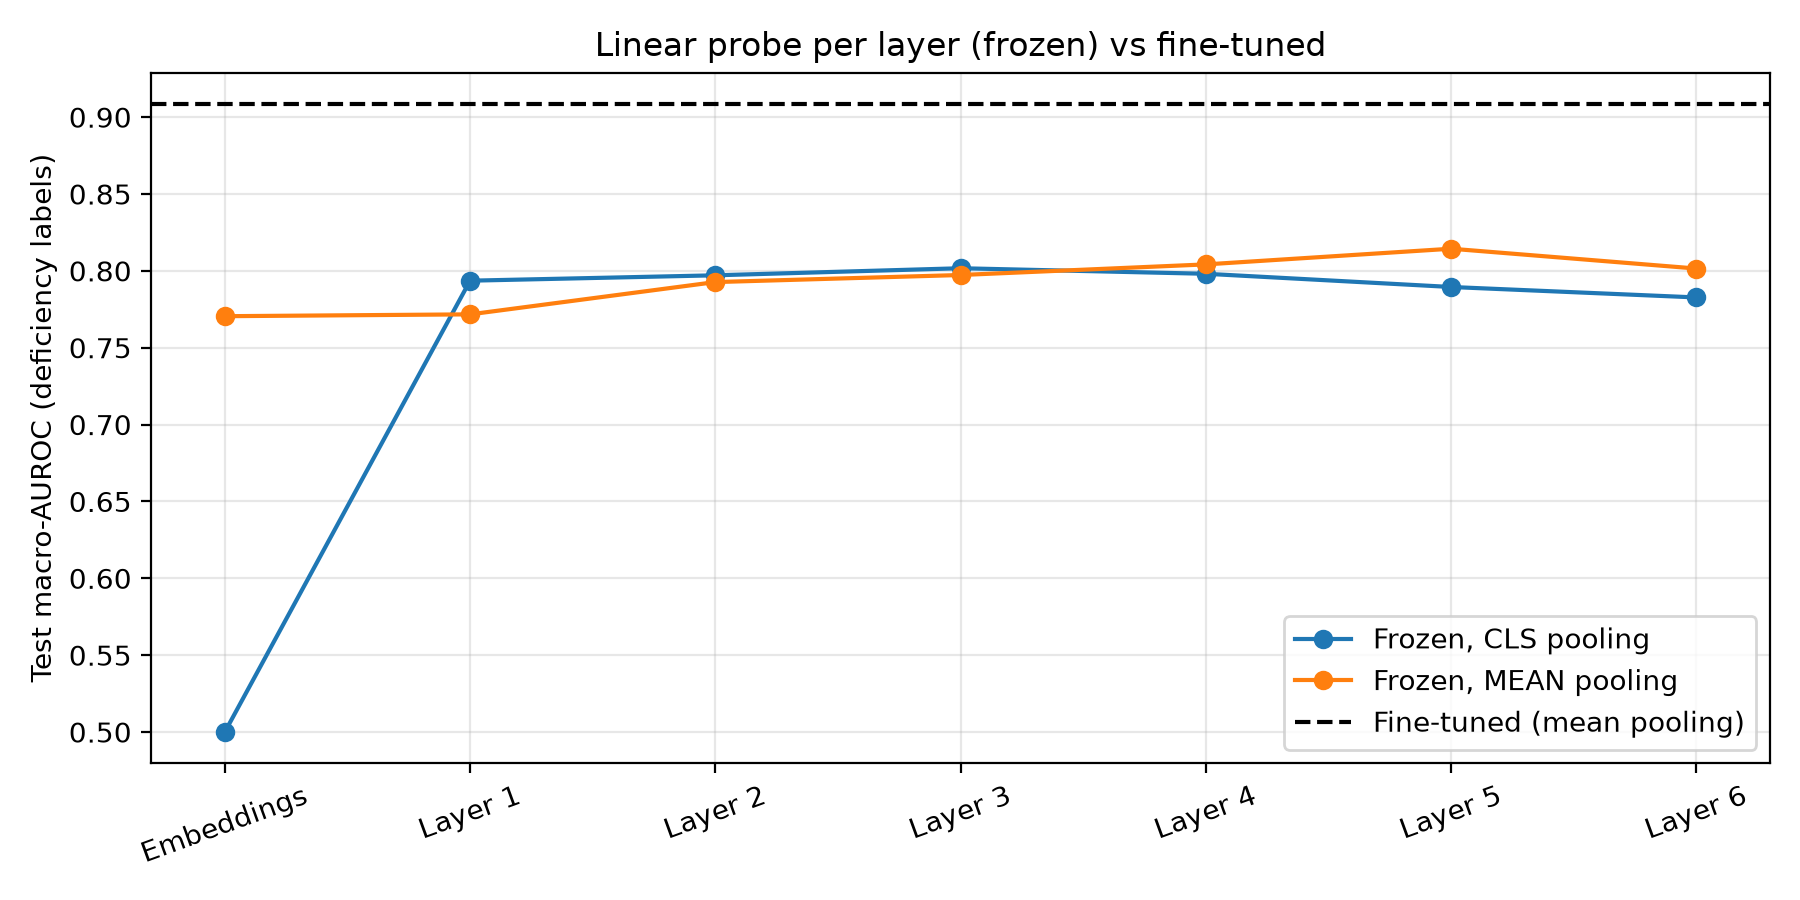 Linear probe per layer (frozen) vs fine-tuned
Test macro-AUROC (deficiency labels)
0.90
0.85
0.80
0.75
0.70
0.65
0.60
0.55
0.50
Embeddings
Layer 1
Layer 2
Layer 3
Layer 4
Layer 5
Layer 6
Frozen, CLS pooling
Frozen, MEAN pooling
Fine-tuned (mean pooling)